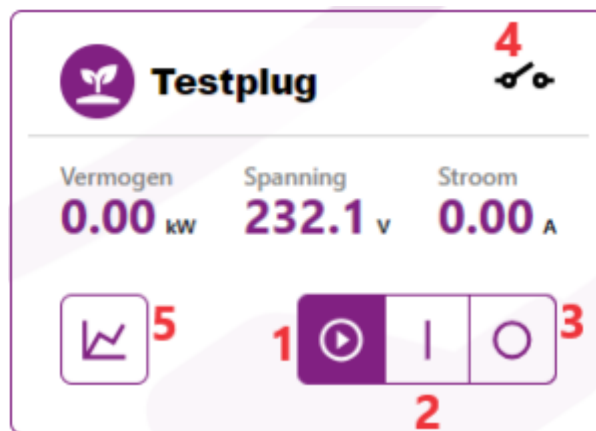 4
Testplug
Vermogen Spanning Stroom
0.00 kW 232.1 V 0.00 A
5 1 3
2